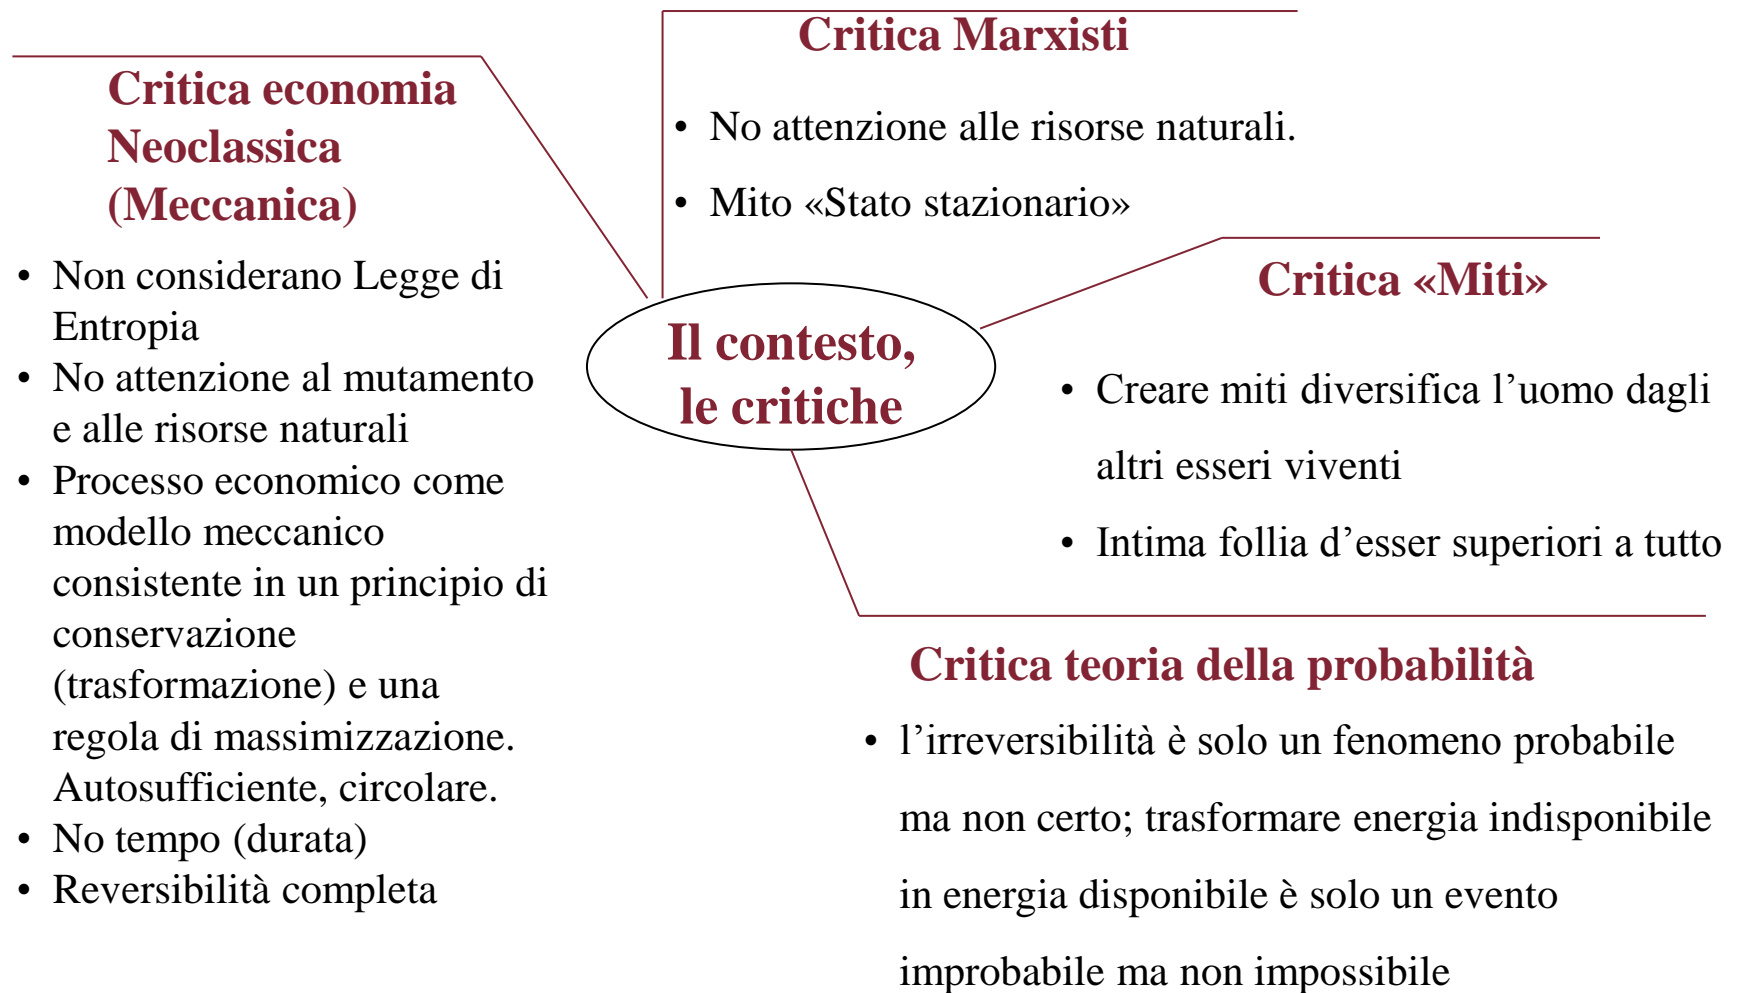 Critica economia
Neoclassica
(Meccanica)
• Non considerano Legge di
Entropia
• No attenzione al mutamento
e alle risorse naturali
• Processo economico come
modello meccanico
consistente in un principio di
conservazione
(trasformazione) e una
regola di massimizzazione.
Autosufficiente, circolare.
• No tempo (durata)
• Reversibilità completa
Critica Marxisti
• No attenzione alle risorse naturali.
• Mito «Stato stazionario»
Il contesto,
le critiche
Critica «Miti»
• Creare miti diversifica l’uomo dagli
altri esseri viventi
• Intima follia d’esser superiori a tutto
Critica teoria della probabilità
• l’irreversibilità è solo un fenomeno probabile
ma non certo; trasformare energia indisponibile
in energia disponibile è solo un evento
improbabile ma non impossibile